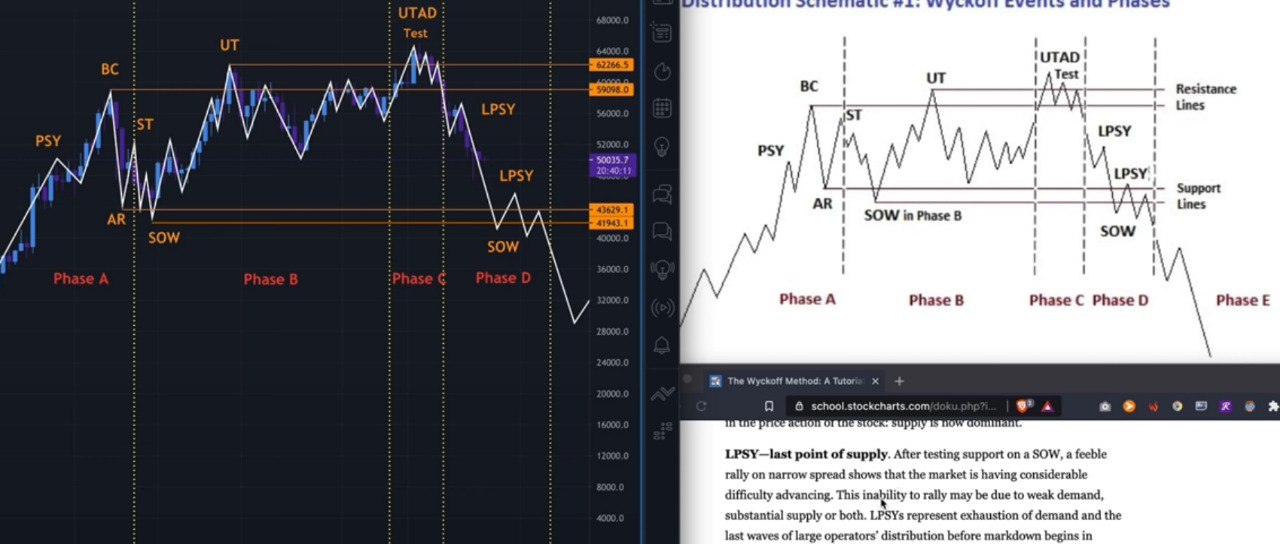 UTAD
Test
UT
BC
ST
PSY
LPSY
LPSY
AR
SOW
SOW
Phase A
Phase B
Phase C
Phase D
68000.0
64000.0
62266.5
60000.0
59098.0
56000.0
52000.0
50035.7
20:40:11
48000.0
43629.1
41943.1
40000.0
36000.0
32000.0
28000.0
24000.0
20000.0
16000.0
12000.0
8000.0
4000.0
Distribution Schematic #1: Wyckoff Events and Phases
UTAD
Test
BC
UT
Resistance
Lines
ST
PSY
LPSY
LPSY
AR
SOW in Phase B
SOW
Support
Lines
Phase A
Phase B
Phase C
Phase D
Phase E
The Wyckoff Method: A Tutoria
school.stockcharts.com/doku.php?i...
in the price action of the stock: supply is now dominant.
LPSY—last point of supply. After testing support on a SOW, a feeble
rally on narrow spread shows that the market is having considerable
difficulty advancing. This inability to rally may be due to weak demand,
substantial supply or both. LPSYs represent exhaustion of demand and the
last waves of large operators' distribution before markdown begins in